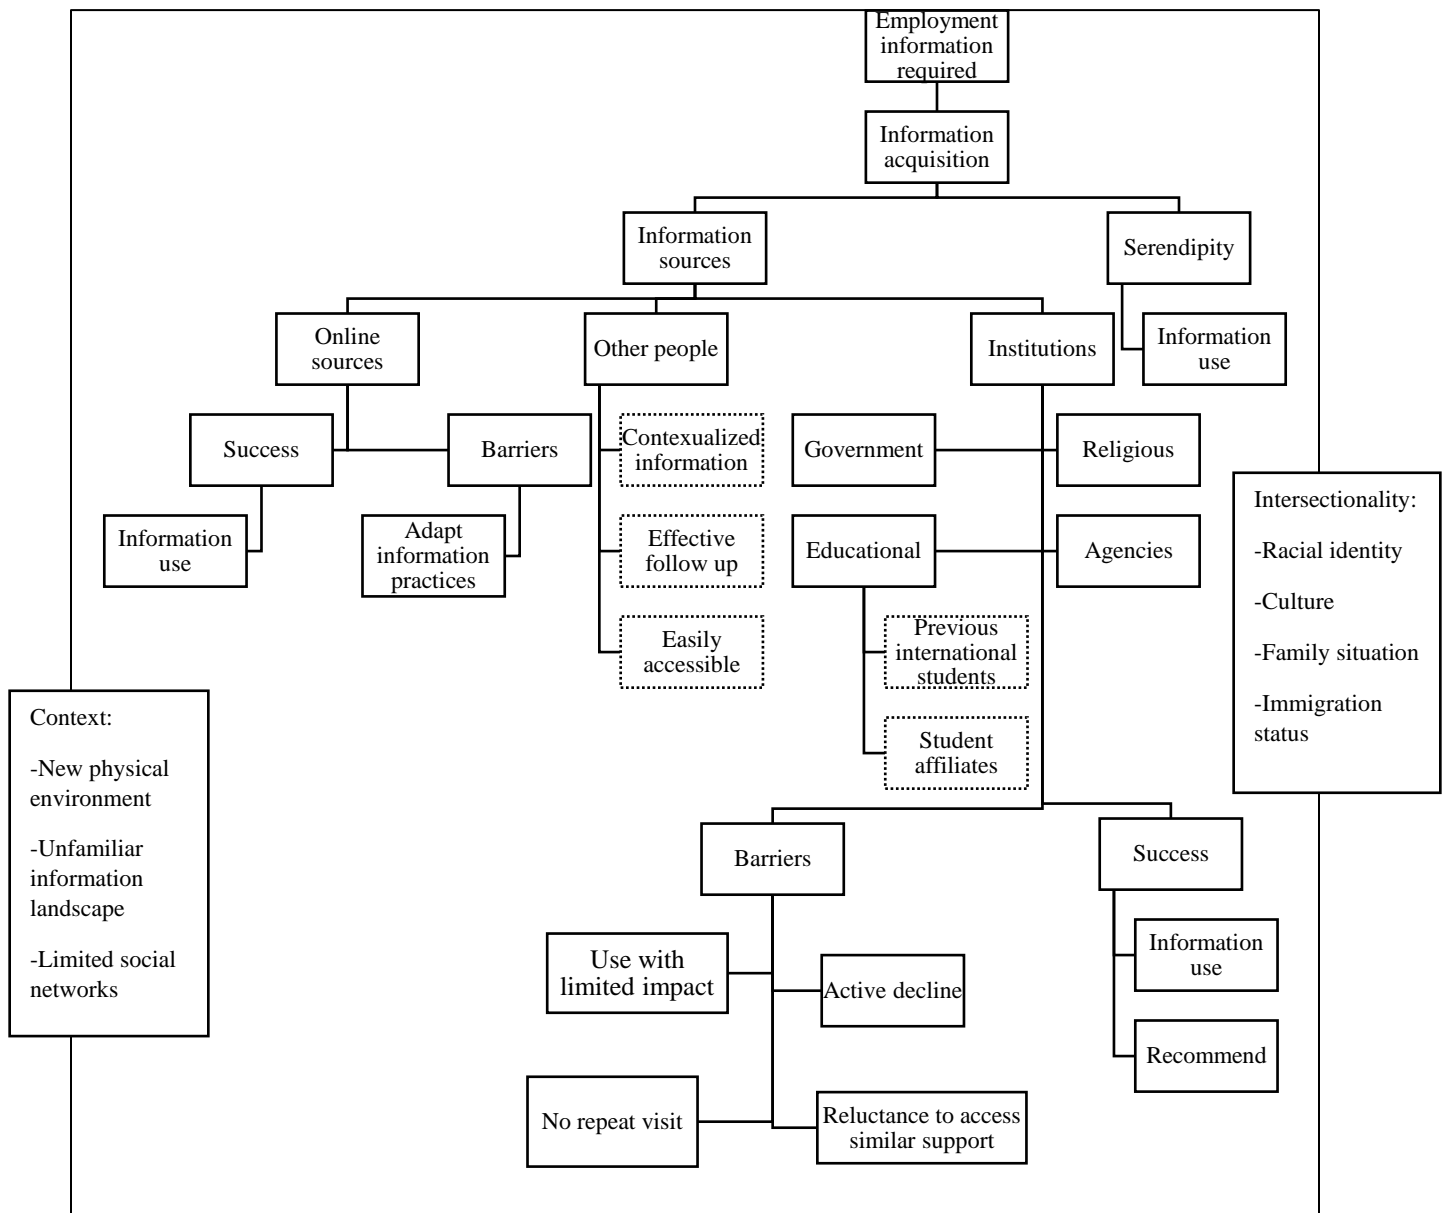 Employment
information
required
Information
acquisition
Information
sources
Serendipity
Online
sources
Other people
Institutions
Information
use
Success
Barriers
Contexualized
information
Government
Religious
Information
use
Adapt
information
practices
Effective
follow up
Educational
Agencies
Easily
accessible
Previous
international
students
Student
affiliates
Intersectionality:
-Racial identity
-Culture
-Family situation
-Immigration
status
Context:
-New physical
environment
-Unfamiliar
information
landscape
-Limited social
networks
Barriers
Success
Use with
limited impact
Active decline
Information
use
Recommend
No repeat visit
Reluctance to access
similar support